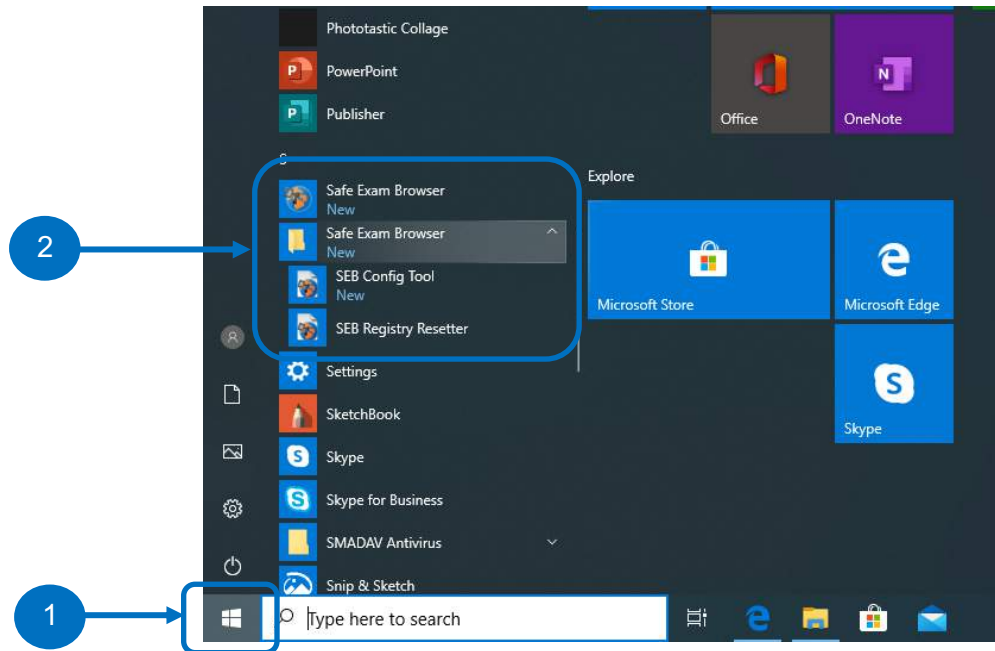 Phototastic Collage
PowerPoint
Publisher
S
Safe Exam Browser
New
Safe Exam Browser
New
SEB Config Tool
New
SEB Registry Resetter
Settings
SketchBook
Skype
Skype for Business
SMADAV Antivirus
Snip & Sketch
Office
OneNote
Explore
Microsoft Store
Microsoft Edge
Skype
2
1
Type here to search